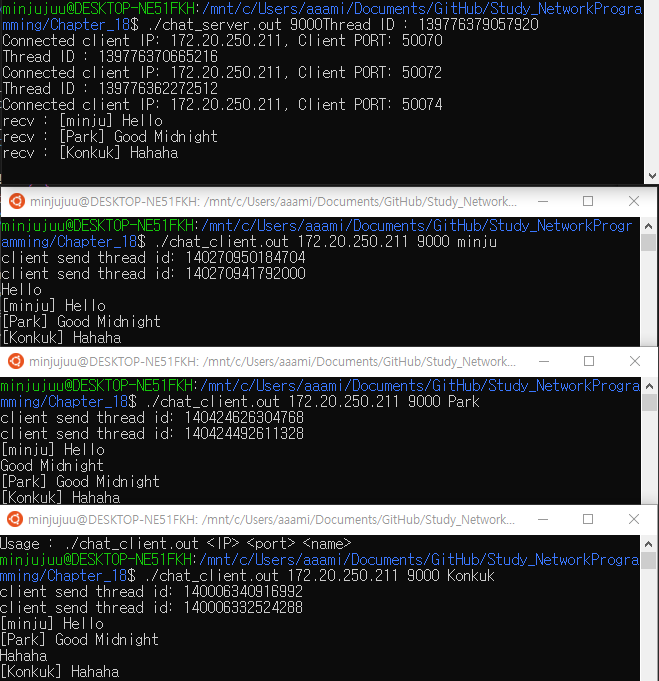 minjujuu@DESKTOP-NE51FKH:/mnt/c/Users/aaami/Documents/GitHub/Study_NetworkProgra
mming/Chapter_18$ ./chat_server.out 9000Thread ID : 139776379057920
Connected client IP: 172.20.250.211, Client PORT: 50070
Thread ID : 139776370665216
Connected client IP: 172.20.250.211, Client PORT: 50072
Thread ID : 139776362272512
Connected client IP: 172.20.250.211, Client PORT: 50074
recv : [minju] Hello
recv : [Park] Good Midnight
recv : [Konkuk] Hahaha
minjujuu@DESKTOP-NE51FKH: /mnt/c/Users/aaami/Documents/GitHub/Study_Network...
minjujuu@DESKTOP-NE51FKH:/mnt/c/Users/aaami/Documents/GitHub/Study_NetworkProgr
amming/Chapter_18$ ./chat_client.out 172.20.250.211 9000 minju
client send thread id: 140270950184704
client send thread id: 140270941792000
Hello
[minju] Hello
[Park] Good Midnight
[Konkuk] Hahaha
minjujuu@DESKTOP-NE51FKH: /mnt/c/Users/aaami/Documents/GitHub/Study_Network...
minjujuu@DESKTOP-NE51FKH:/mnt/c/Users/aaami/Documents/GitHub/Study_NetworkProgra
mming/Chapter_18$ ./chat_client.out 172.20.250.211 9000 Park
client send thread id: 140424626304768
client send thread id: 140424492611328
[minju] Hello
Good Midnight
[Park] Good Midnight
[Konkuk] Hahaha
minjujuu@DESKTOP-NE51FKH: /mnt/c/Users/aaami/Documents/GitHub/Study_Network...
Usage : ./chat_client.out <IP> <port> <name>
minjujuu@DESKTOP-NE51FKH:/mnt/c/Users/aaami/Documents/GitHub/Study_NetworkProgra
mming/Chapter_18$ ./chat_client.out 172.20.250.211 9000 Konkuk
client send thread id: 140006340916992
client send thread id: 140006332524288
[minju] Hello
[Park] Good Midnight
Hahaha
[Konkuk] Hahaha